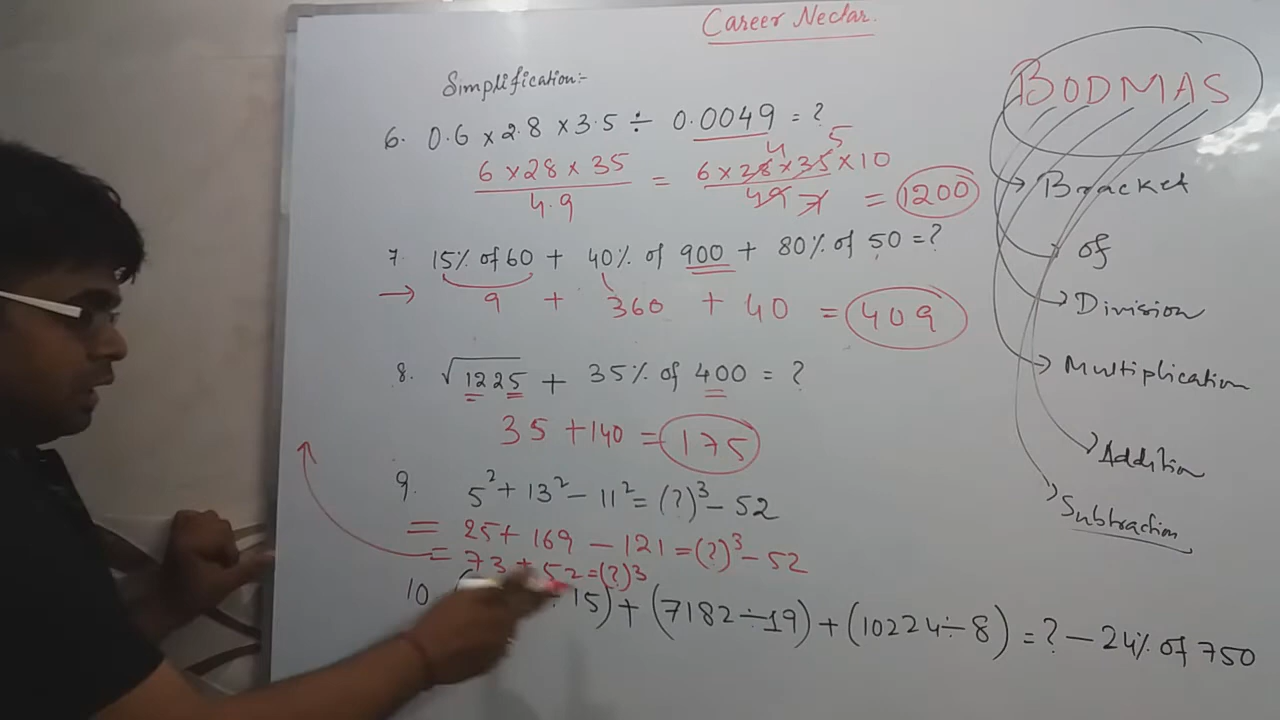 Career Nectar.
Simplification:-
6. 0.6 × 2.8 × 3.5 ÷ 0.0049 = ?
6 × 28 × 35 / 4.9 = 6 × 28 × 35 × 10 / 49 7 = 1200
4 5
7. 15% of 60 + 40% of 900 + 80% of 50 = ?
→ 9 + 360 + 40 = 409
8. √1225 + 35% of 400 = ?
35 + 140 = 175
9. 5² + 13² − 11² = (?)³ − 52
= 25 + 169 − 121 = (?)³ − 52
= 73 + 52 = (?)³
10. ( 15) + (7182 ÷ 19) + (10224 ÷ 8) = ? − 24% of 750
BODMAS
Bracket
of
Division
Multiplication
Addition
Subtraction